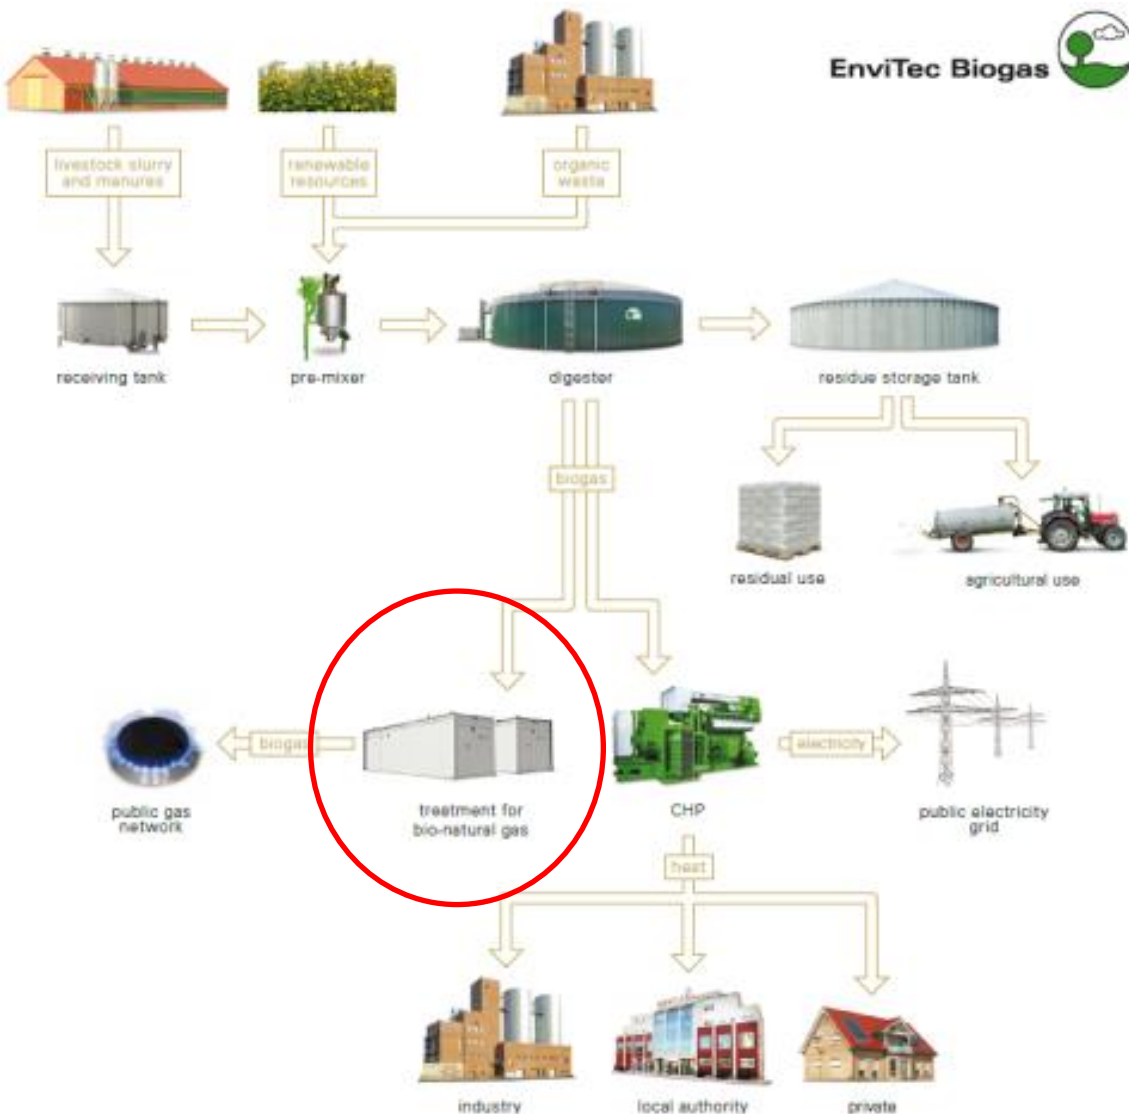 EnviTec Biogas
livestock slurry
and manures
renewable
resources
organic
waste
receiving tank
pre-mixer
digester
residue storage tank
biogas
residual use
agricultural use
biogas
electricity
public gas
network
treatment for
bio-natural gas
CHP
public electricity
grid
heat
industry
local authority
private